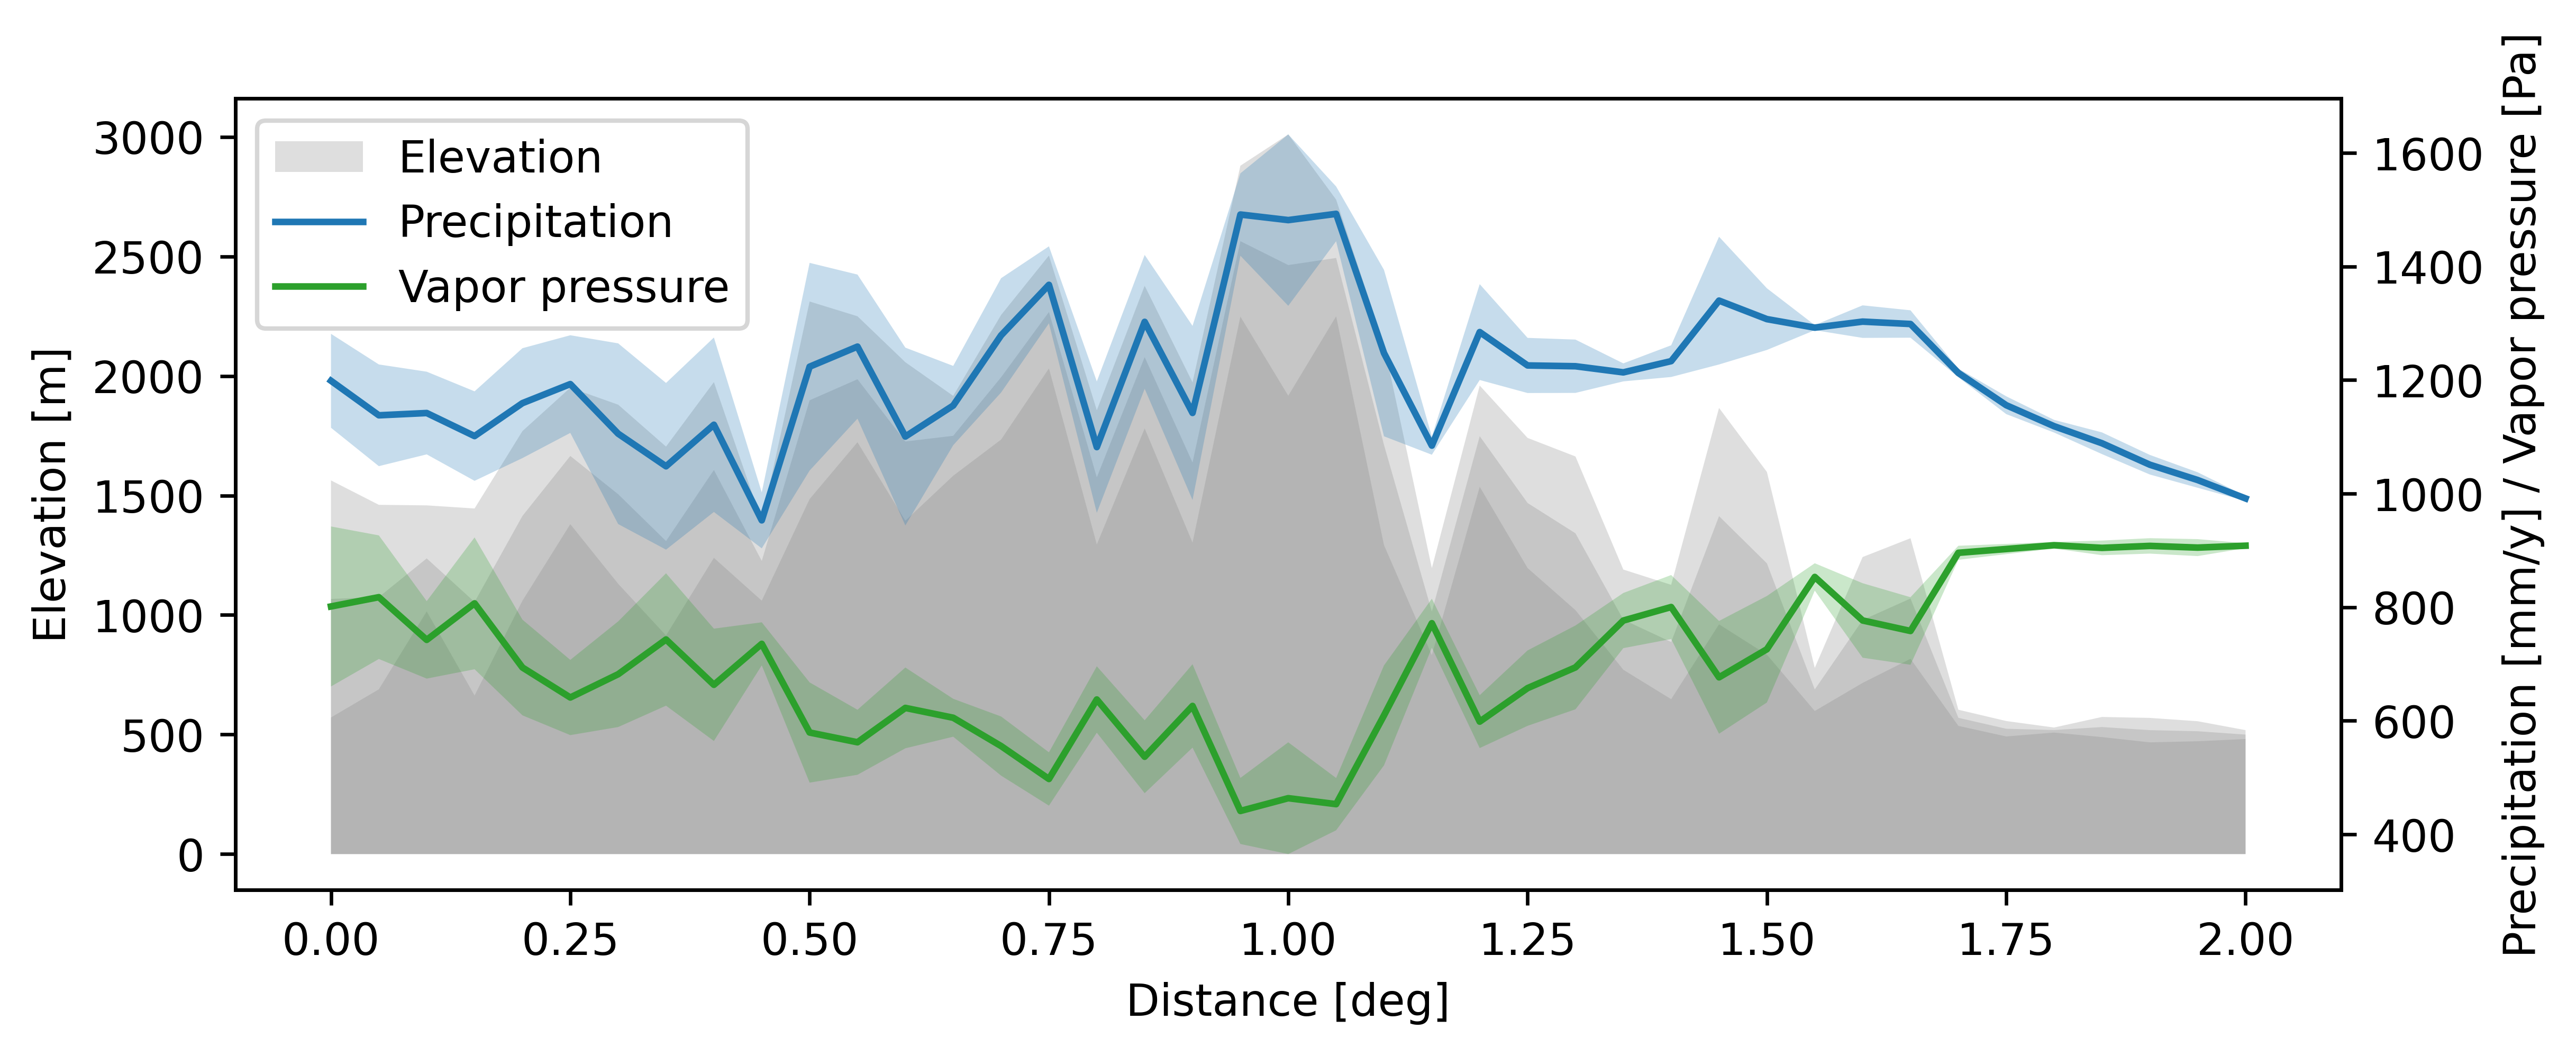 Elevation
Precipitation
Vapor pressure
Elevation [m]
3000
2500
2000
1500
1000
500
0
0.00 0.25 0.50 0.75 1.00 1.25 1.50 1.75 2.00
Distance [deg]
1600
1400
1200
1000
800
600
400
Precipitation [mm/y] / Vapor pressure [Pa]